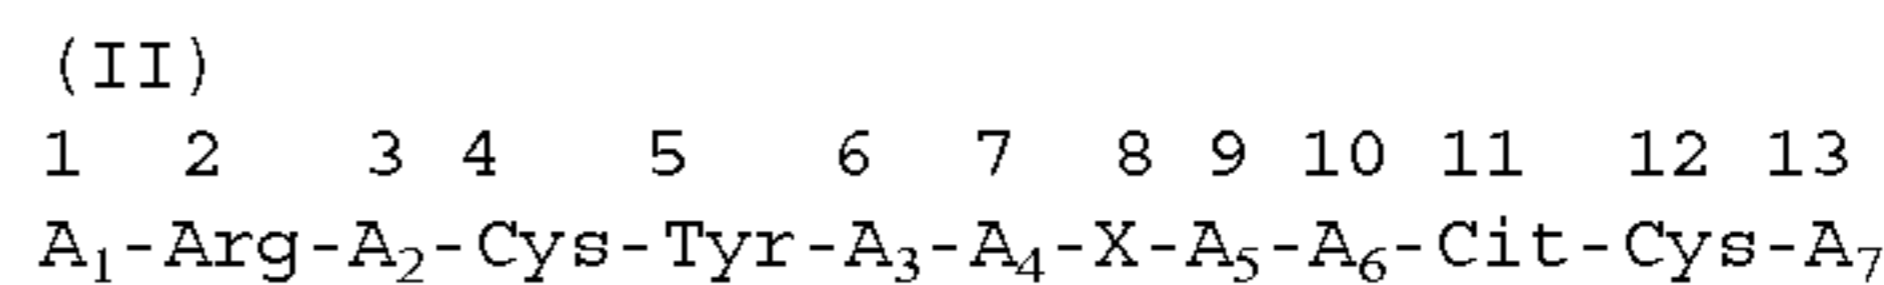 (II)
1 2 3 4 5 6 7 8 9 10 11 12 13
A₁-Arg-A₂-Cys-Tyr-A₃-A₄-X-A₅-A₆-Cit-Cys-A₇